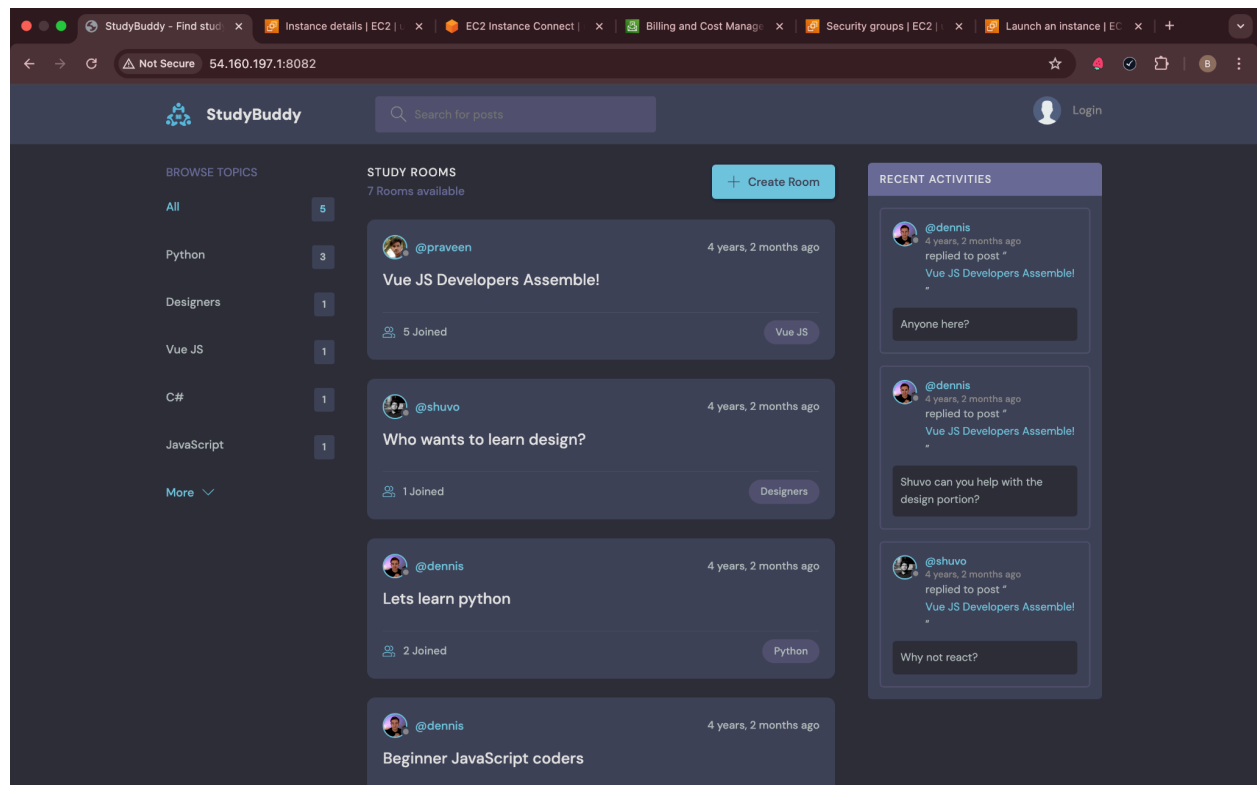 StudyBuddy - Find stud
Instance details | EC2 | u
EC2 Instance Connect |
Billing and Cost Manage
Security groups | EC2 | u
Launch an instance | EC
Not Secure 54.160.197.1:8082
B
StudyBuddy
Search for posts
Login
BROWSE TOPICS
All 5
Python 3
Designers 1
Vue JS 1
C# 1
JavaScript 1
More
STUDY ROOMS
7 Rooms available
+ Create Room
@praveen 4 years, 2 months ago
Vue JS Developers Assemble!
5 Joined Vue JS
@shuvo 4 years, 2 months ago
Who wants to learn design?
1 Joined Designers
@dennis 4 years, 2 months ago
Lets learn python
2 Joined Python
@dennis 4 years, 2 months ago
Beginner JavaScript coders
RECENT ACTIVITIES
@dennis
4 years, 2 months ago
replied to post “
Vue JS Developers Assemble!
”
Anyone here?
@dennis
4 years, 2 months ago
replied to post “
Vue JS Developers Assemble!
”
Shuvo can you help with the
design portion?
@shuvo
4 years, 2 months ago
replied to post “
Vue JS Developers Assemble!
”
Why not react?